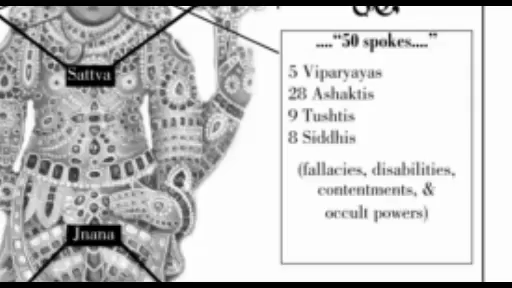 ...."50 spokes...."
Sattva
5 Viparyayas
28 Ashaktis
9 Tushtis
8 Siddhis
(fallacies, disabilities,
contentments, &
occult powers)
Jnana